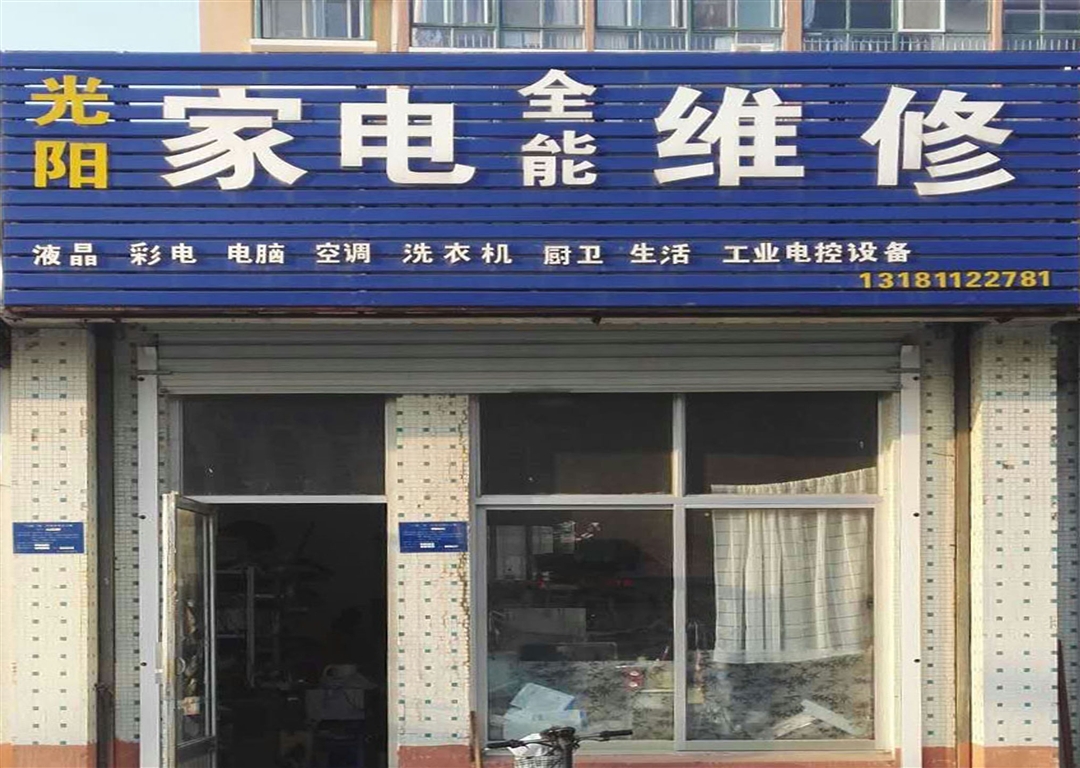 光阳 家电 全能 维修
液晶 彩电 电脑 空调 洗衣机 厨卫 生活 工业电控设备
13181122781